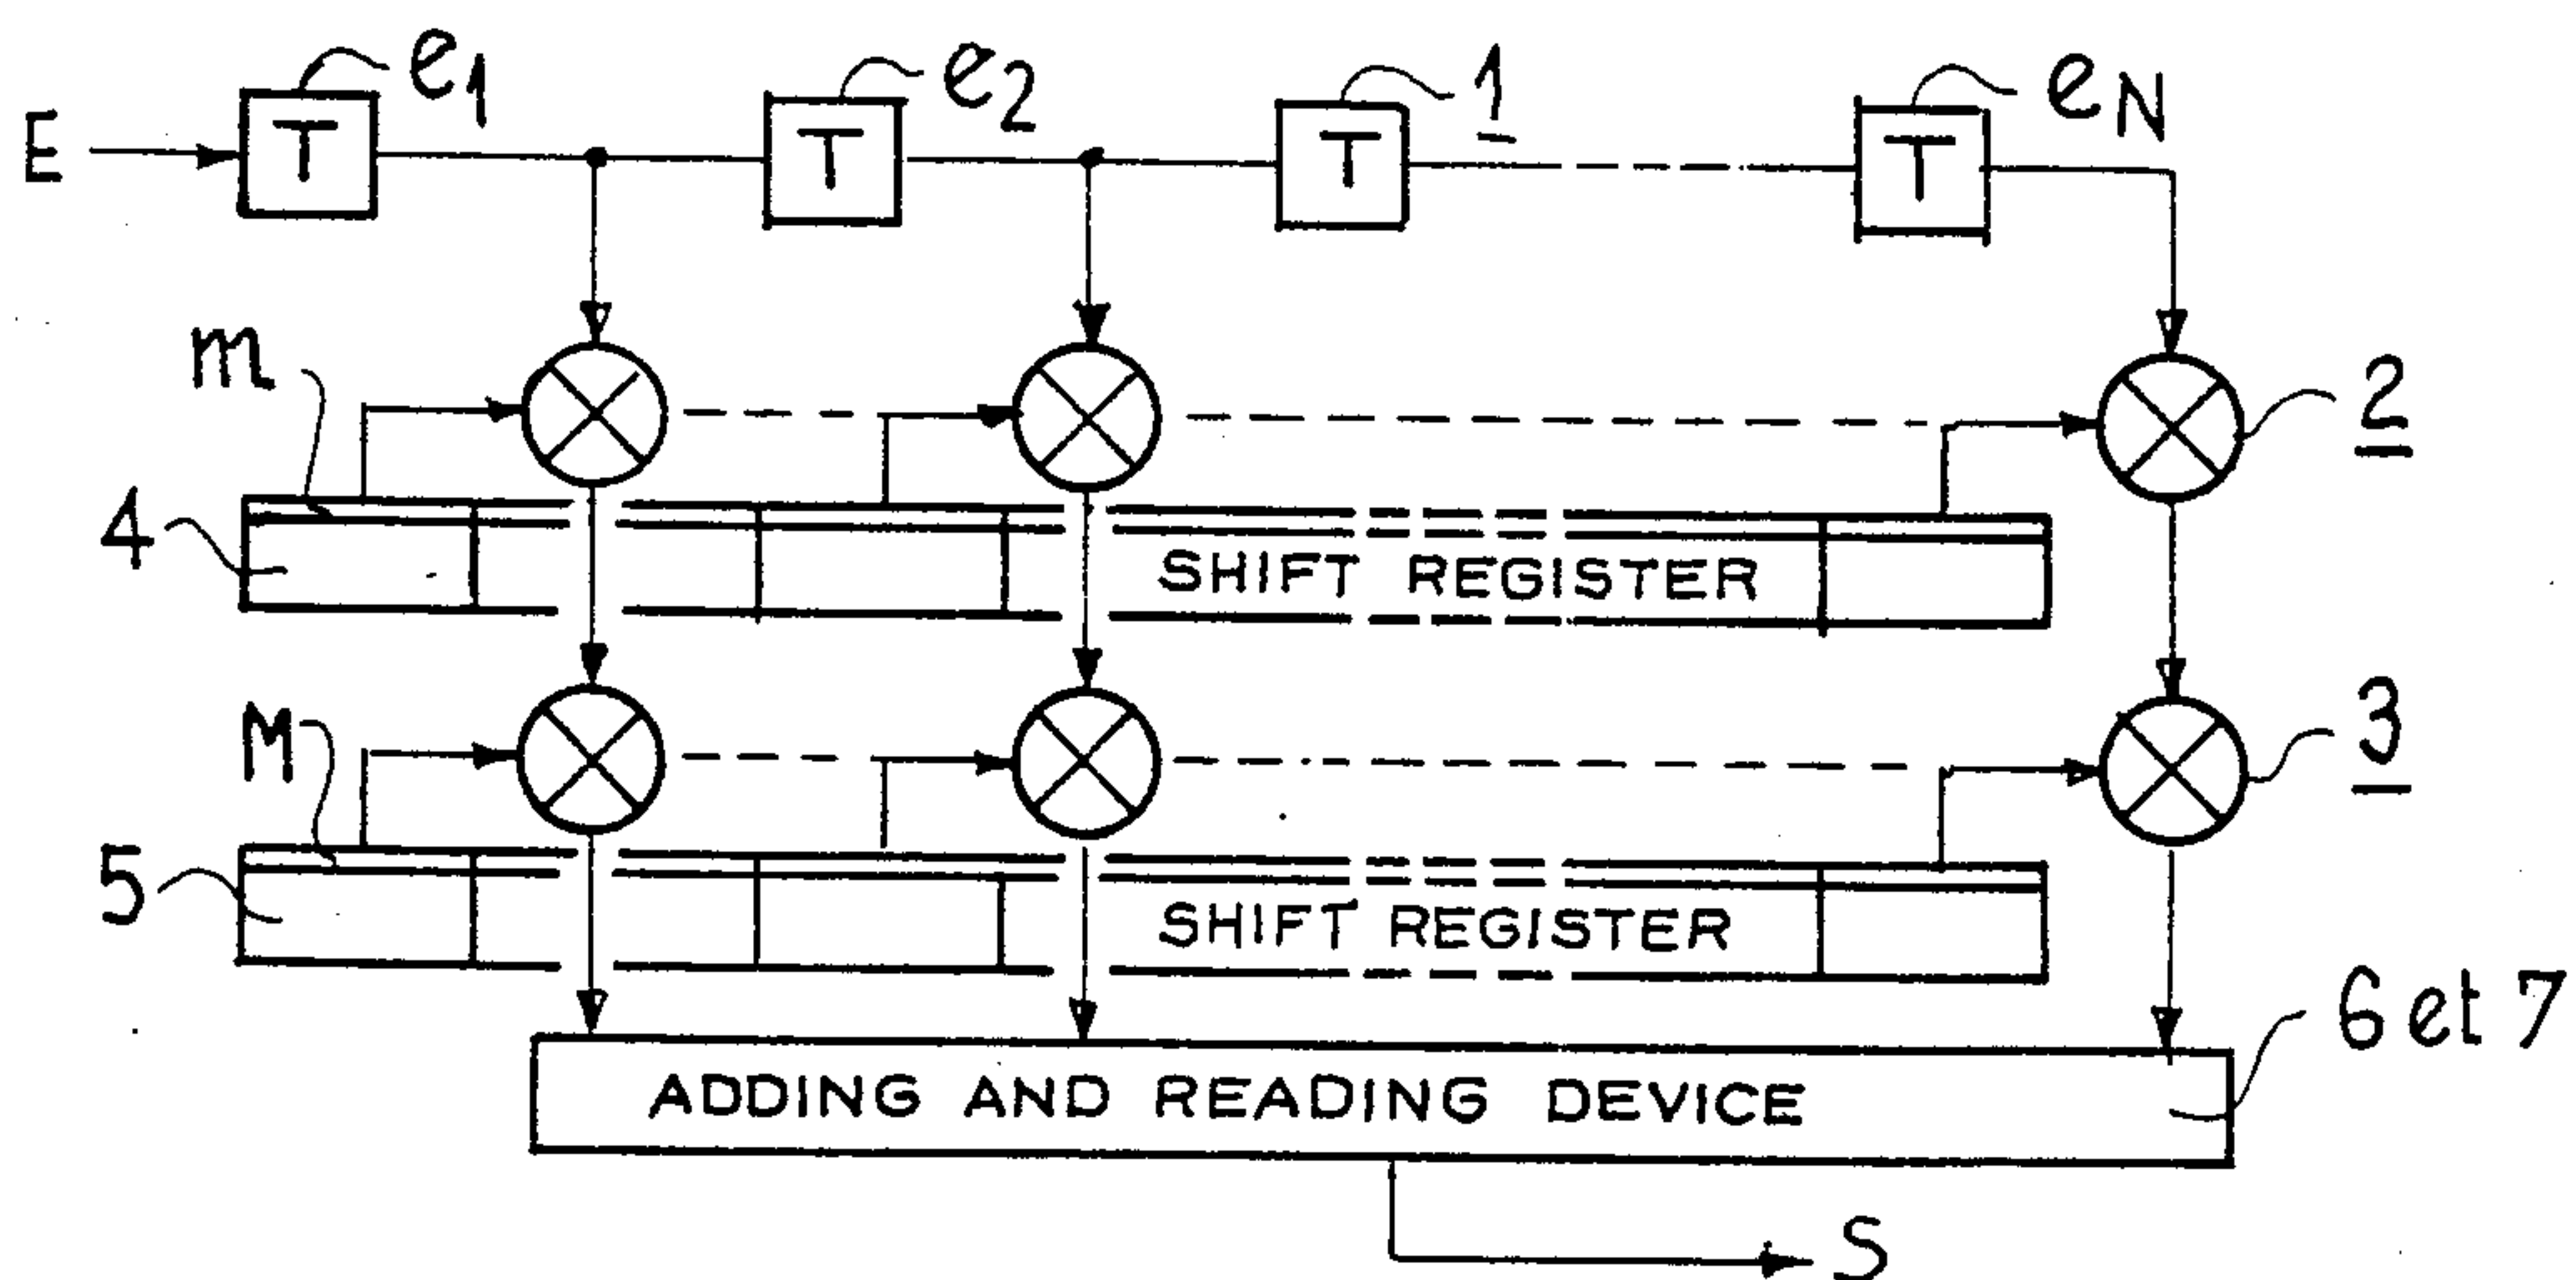 e1 e2 1 eN
E T T T T
m
2
4 SHIFT REGISTER
M
3
5 SHIFT REGISTER
6 et 7
ADDING AND READING DEVICE
S